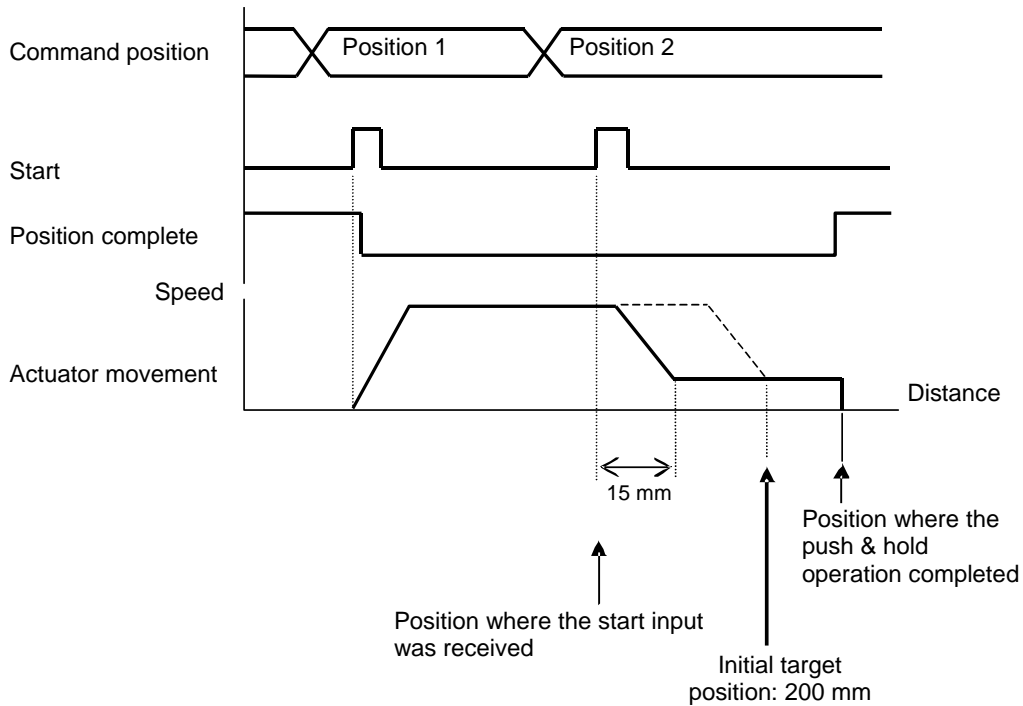 Command position
Position 1
Position 2
Start
Position complete
Speed
Actuator movement
Distance
15 mm
Position where the
push & hold
operation completed
Position where the start input
was received
Initial target
position: 200 mm